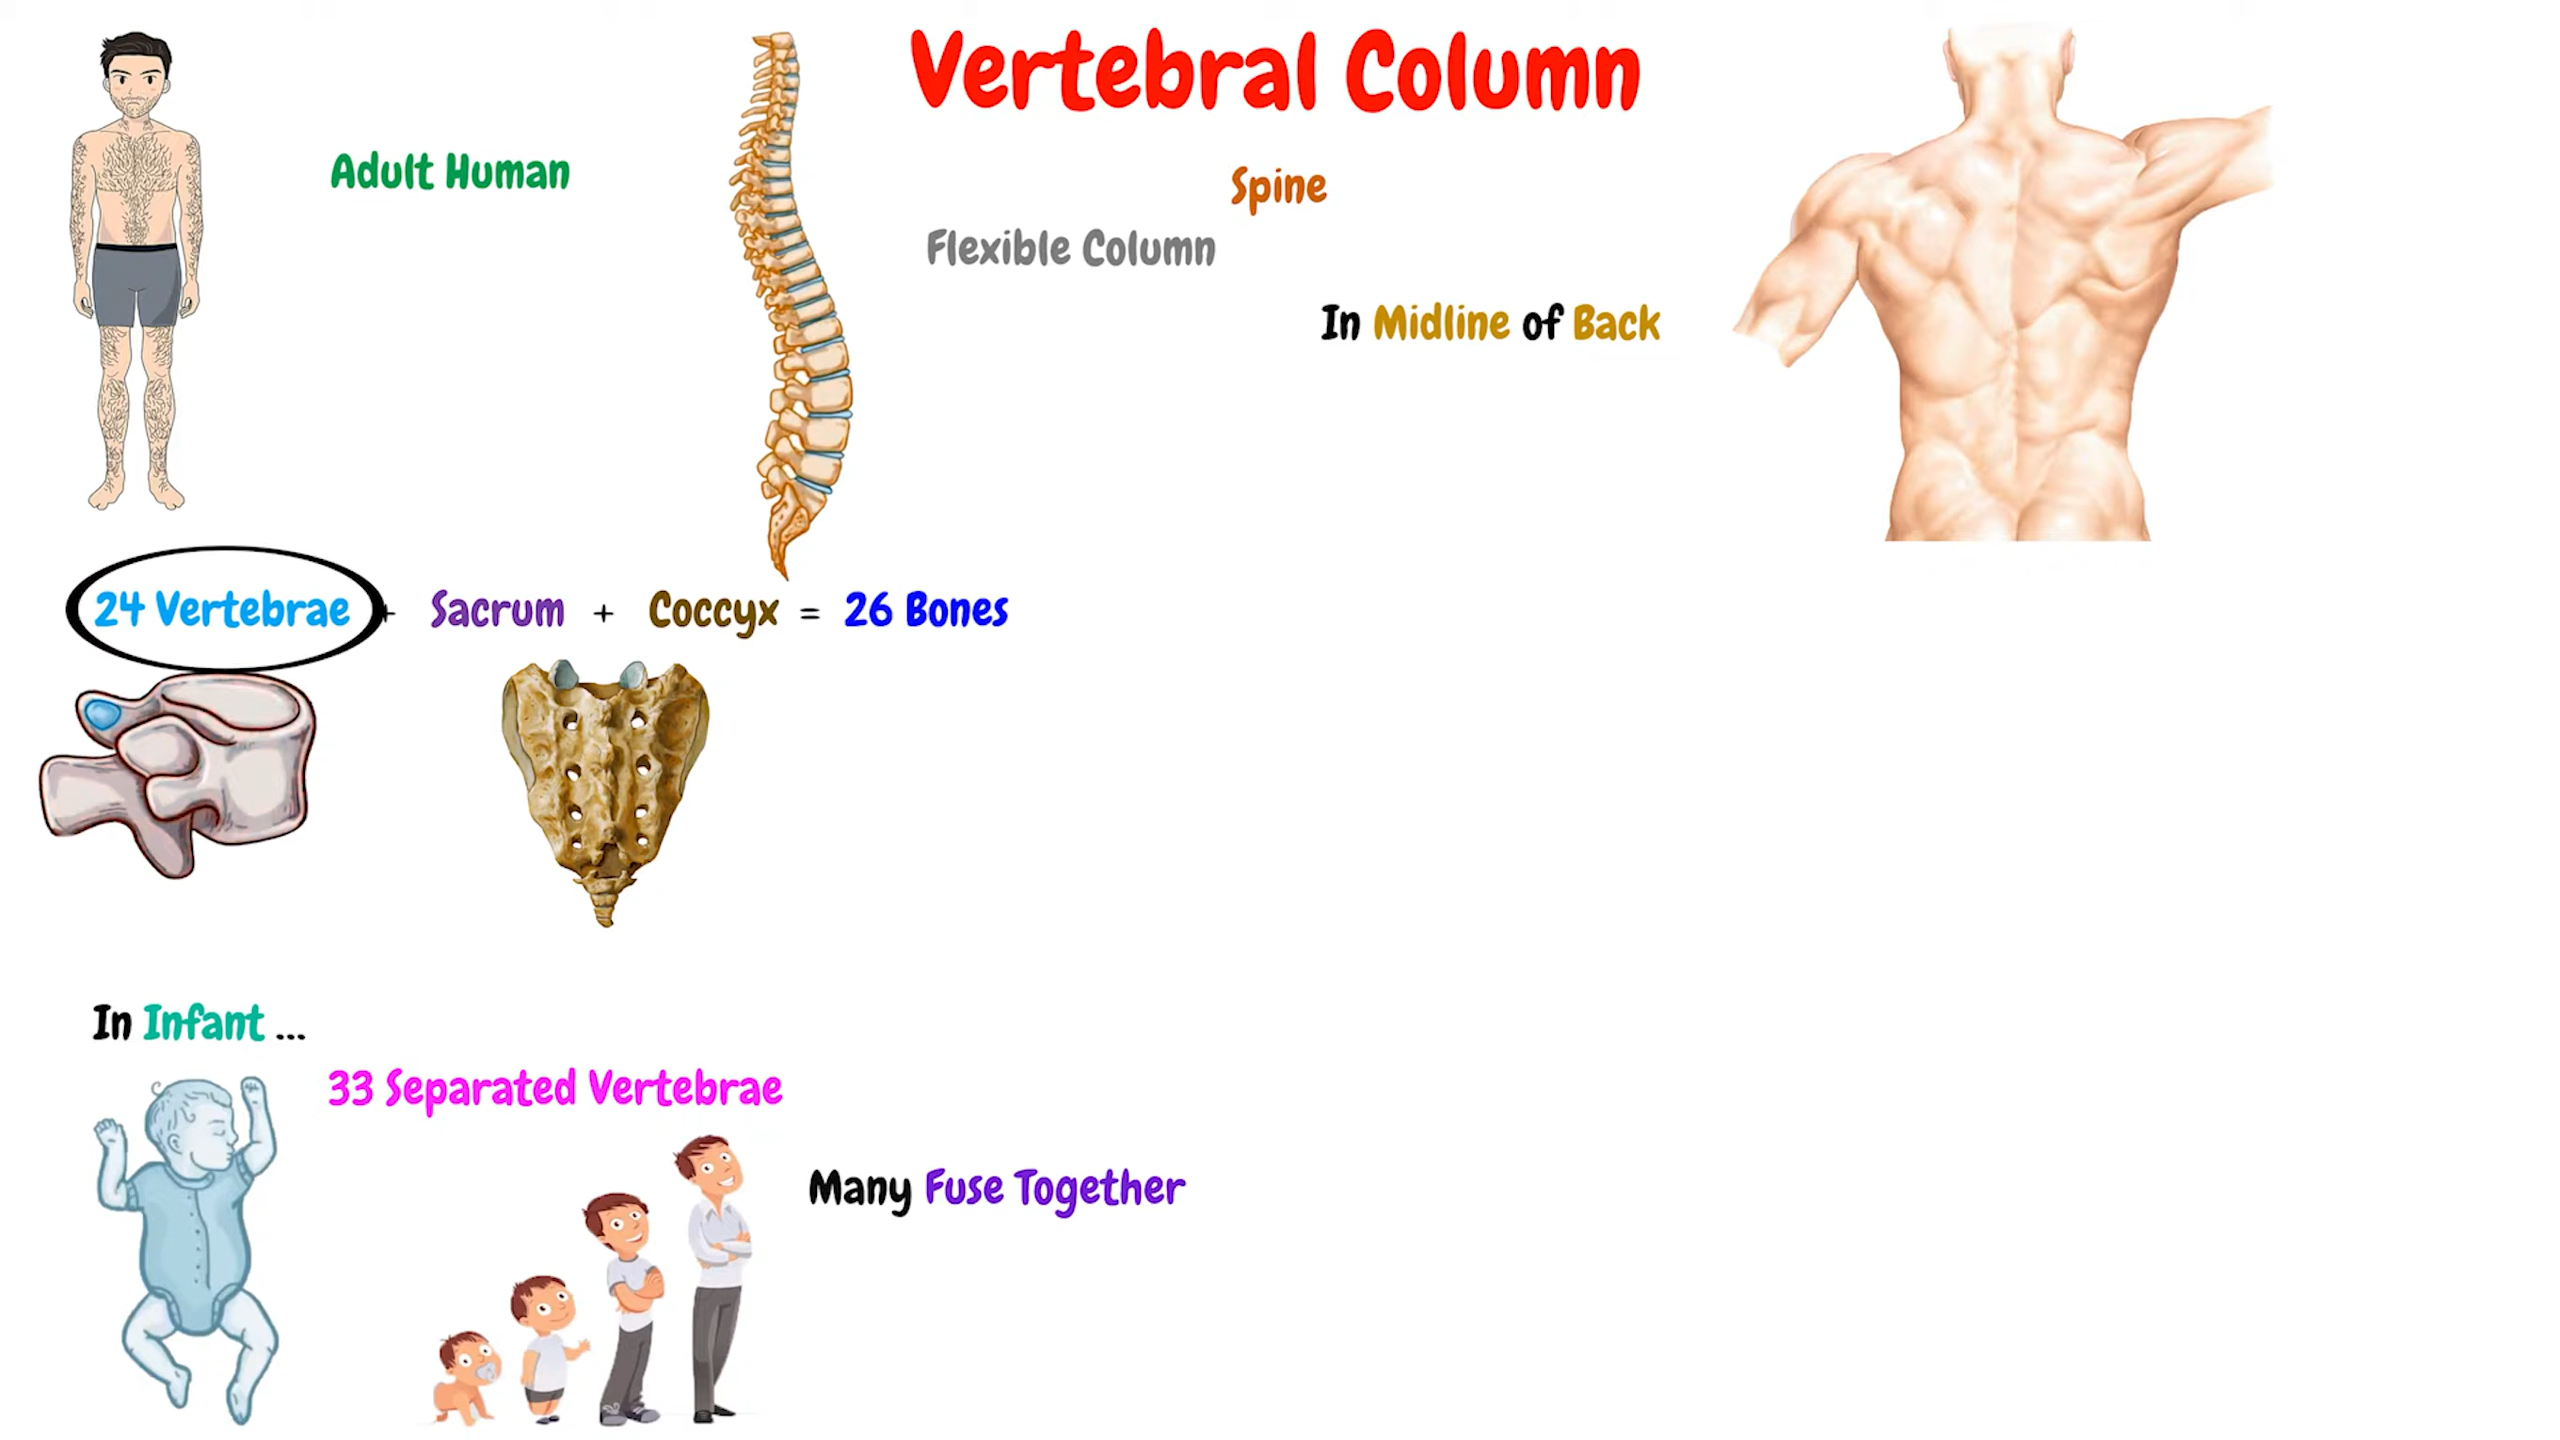 Vertebral Column
Adult Human
Spine
Flexible Column
In Midline of Back
24 Vertebrae + Sacrum + Coccyx = 26 Bones
In Infant ...
33 Separated Vertebrae
Many Fuse Together